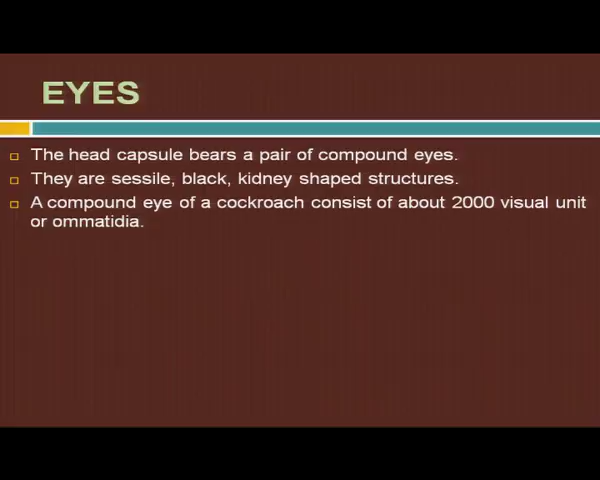 EYES
The head capsule bears a pair of compound eyes.
They are sessile, black, kidney shaped structures.
A compound eye of a cockroach consist of about 2000 visual unit
or ommatidia.